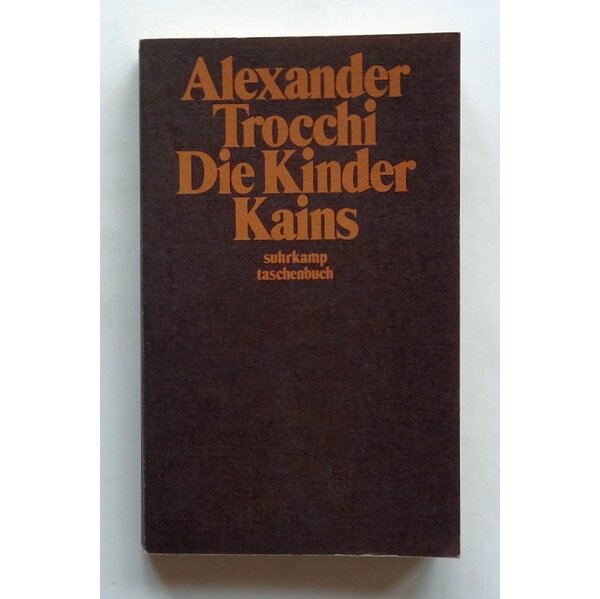 Alexander
Trocchi
Die Kinder
Kains
suhrkamp
taschenbuch